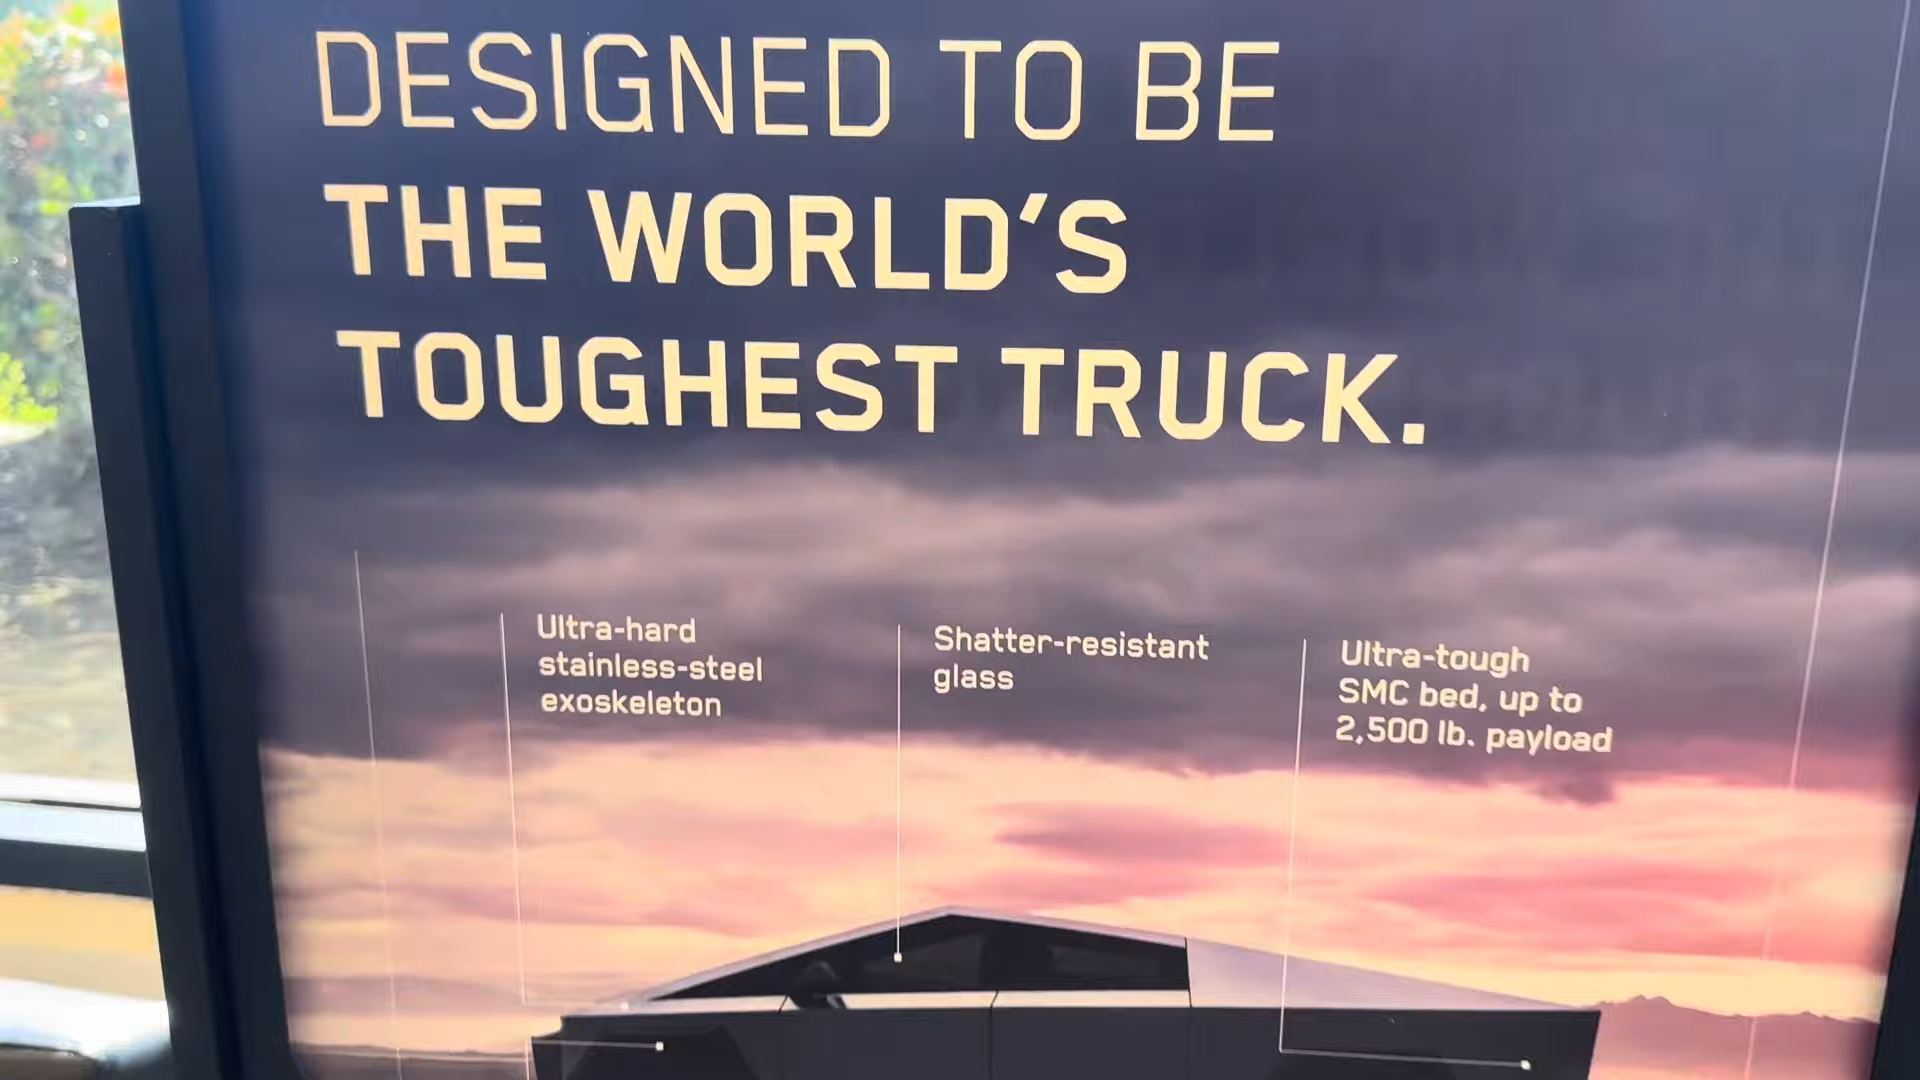 DESIGNED TO BE
THE WORLD'S
TOUGHEST TRUCK.
Ultra-hard
stainless-steel
exoskeleton
Shatter-resistant
glass
Ultra-tough
SMC bed, up to
2,500 lb. payload